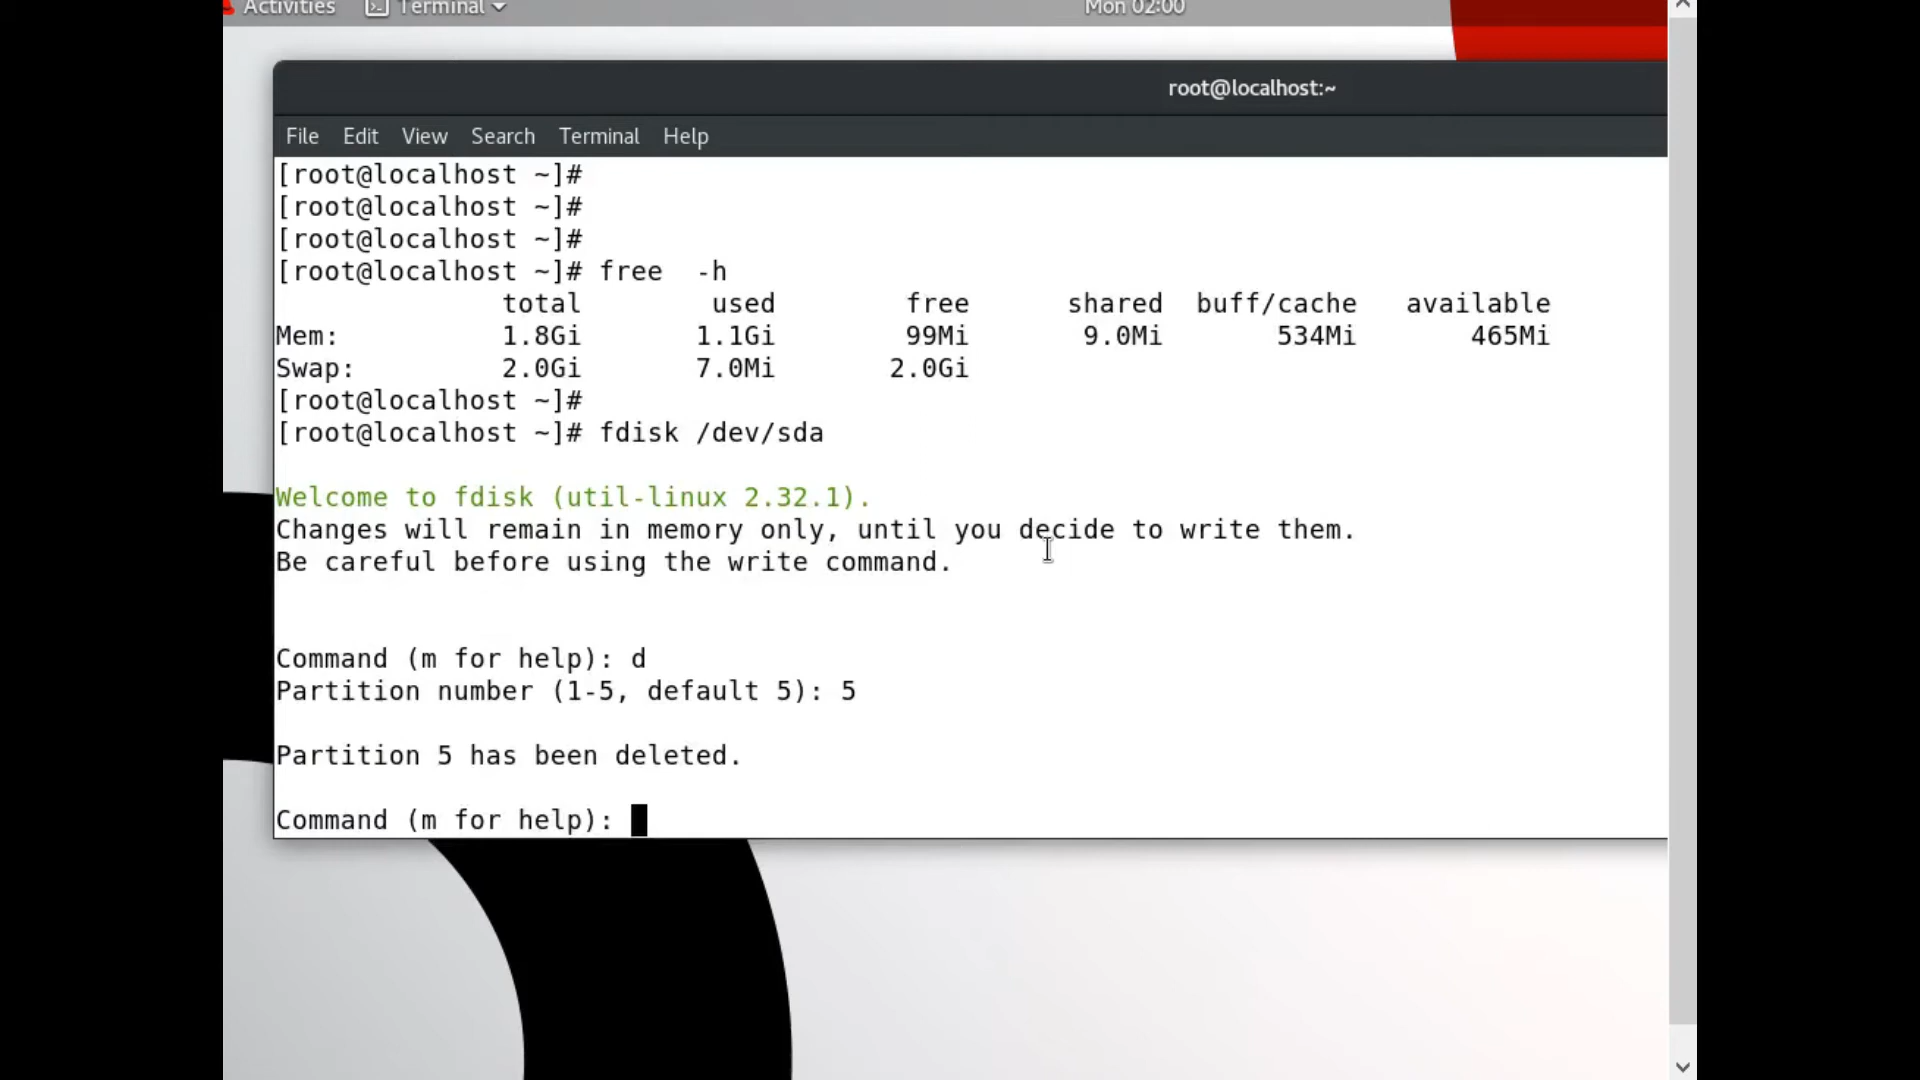 Activities Terminal Mon 02:00
root@localhost:~
File Edit View Search Terminal Help
[root@localhost ~]#
[root@localhost ~]#
[root@localhost ~]#
[root@localhost ~]# free  -h
              total        used        free      shared  buff/cache   available
Mem:          1.8Gi       1.1Gi        99Mi       9.0Mi       534Mi       465Mi
Swap:         2.0Gi       7.0Mi       2.0Gi
[root@localhost ~]#
[root@localhost ~]# fdisk /dev/sda
Welcome to fdisk (util-linux 2.32.1).
Changes will remain in memory only, until you decide to write them.
Be careful before using the write command.
Command (m for help): d
Partition number (1-5, default 5): 5
Partition 5 has been deleted.
Command (m for help):